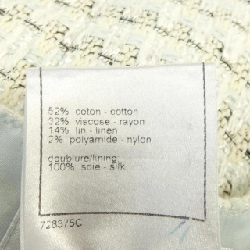 52% coton - cotton
32% viscose - rayon
14% lin - linen
2% polyamide - nylon
doublure/lining
100% soie - silk